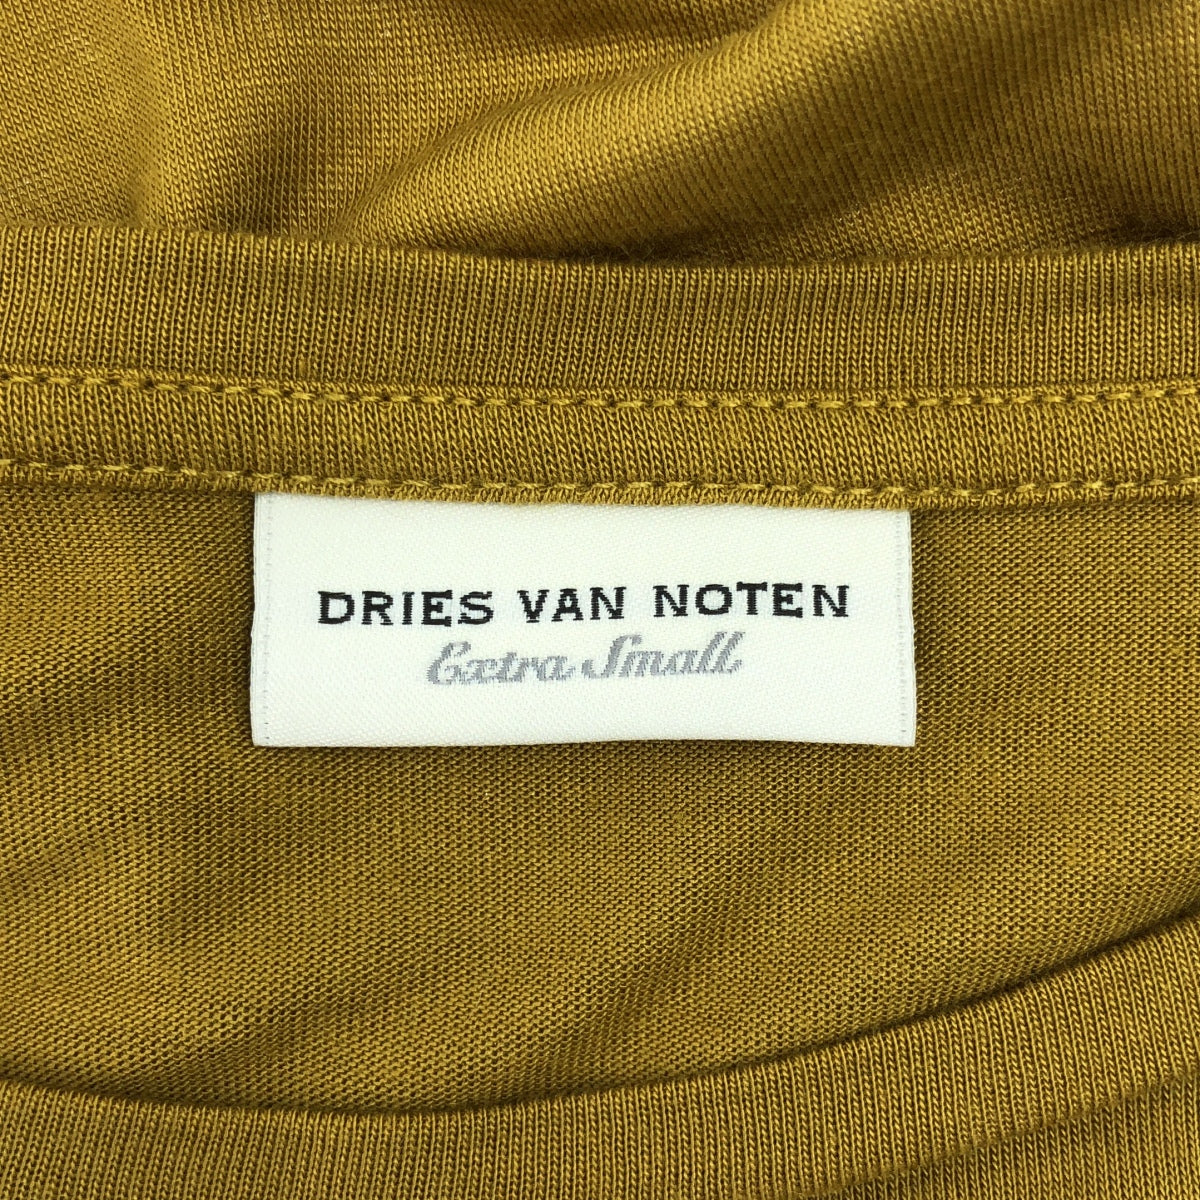 DRIES VAN NOTEN
Extra Small